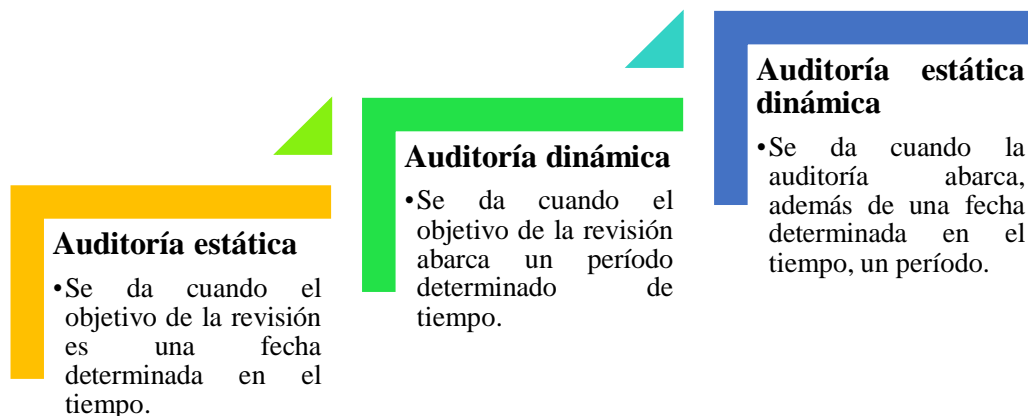 Auditoría estática
•Se da cuando el
objetivo de la revisión
es una fecha
determinada en el
tiempo.
Auditoría dinámica
•Se da cuando el
objetivo de la revisión
abarca un período
determinado de
tiempo.
Auditoría estática
dinámica
•Se da cuando la
auditoría abarca,
además de una fecha
determinada en el
tiempo, un período.